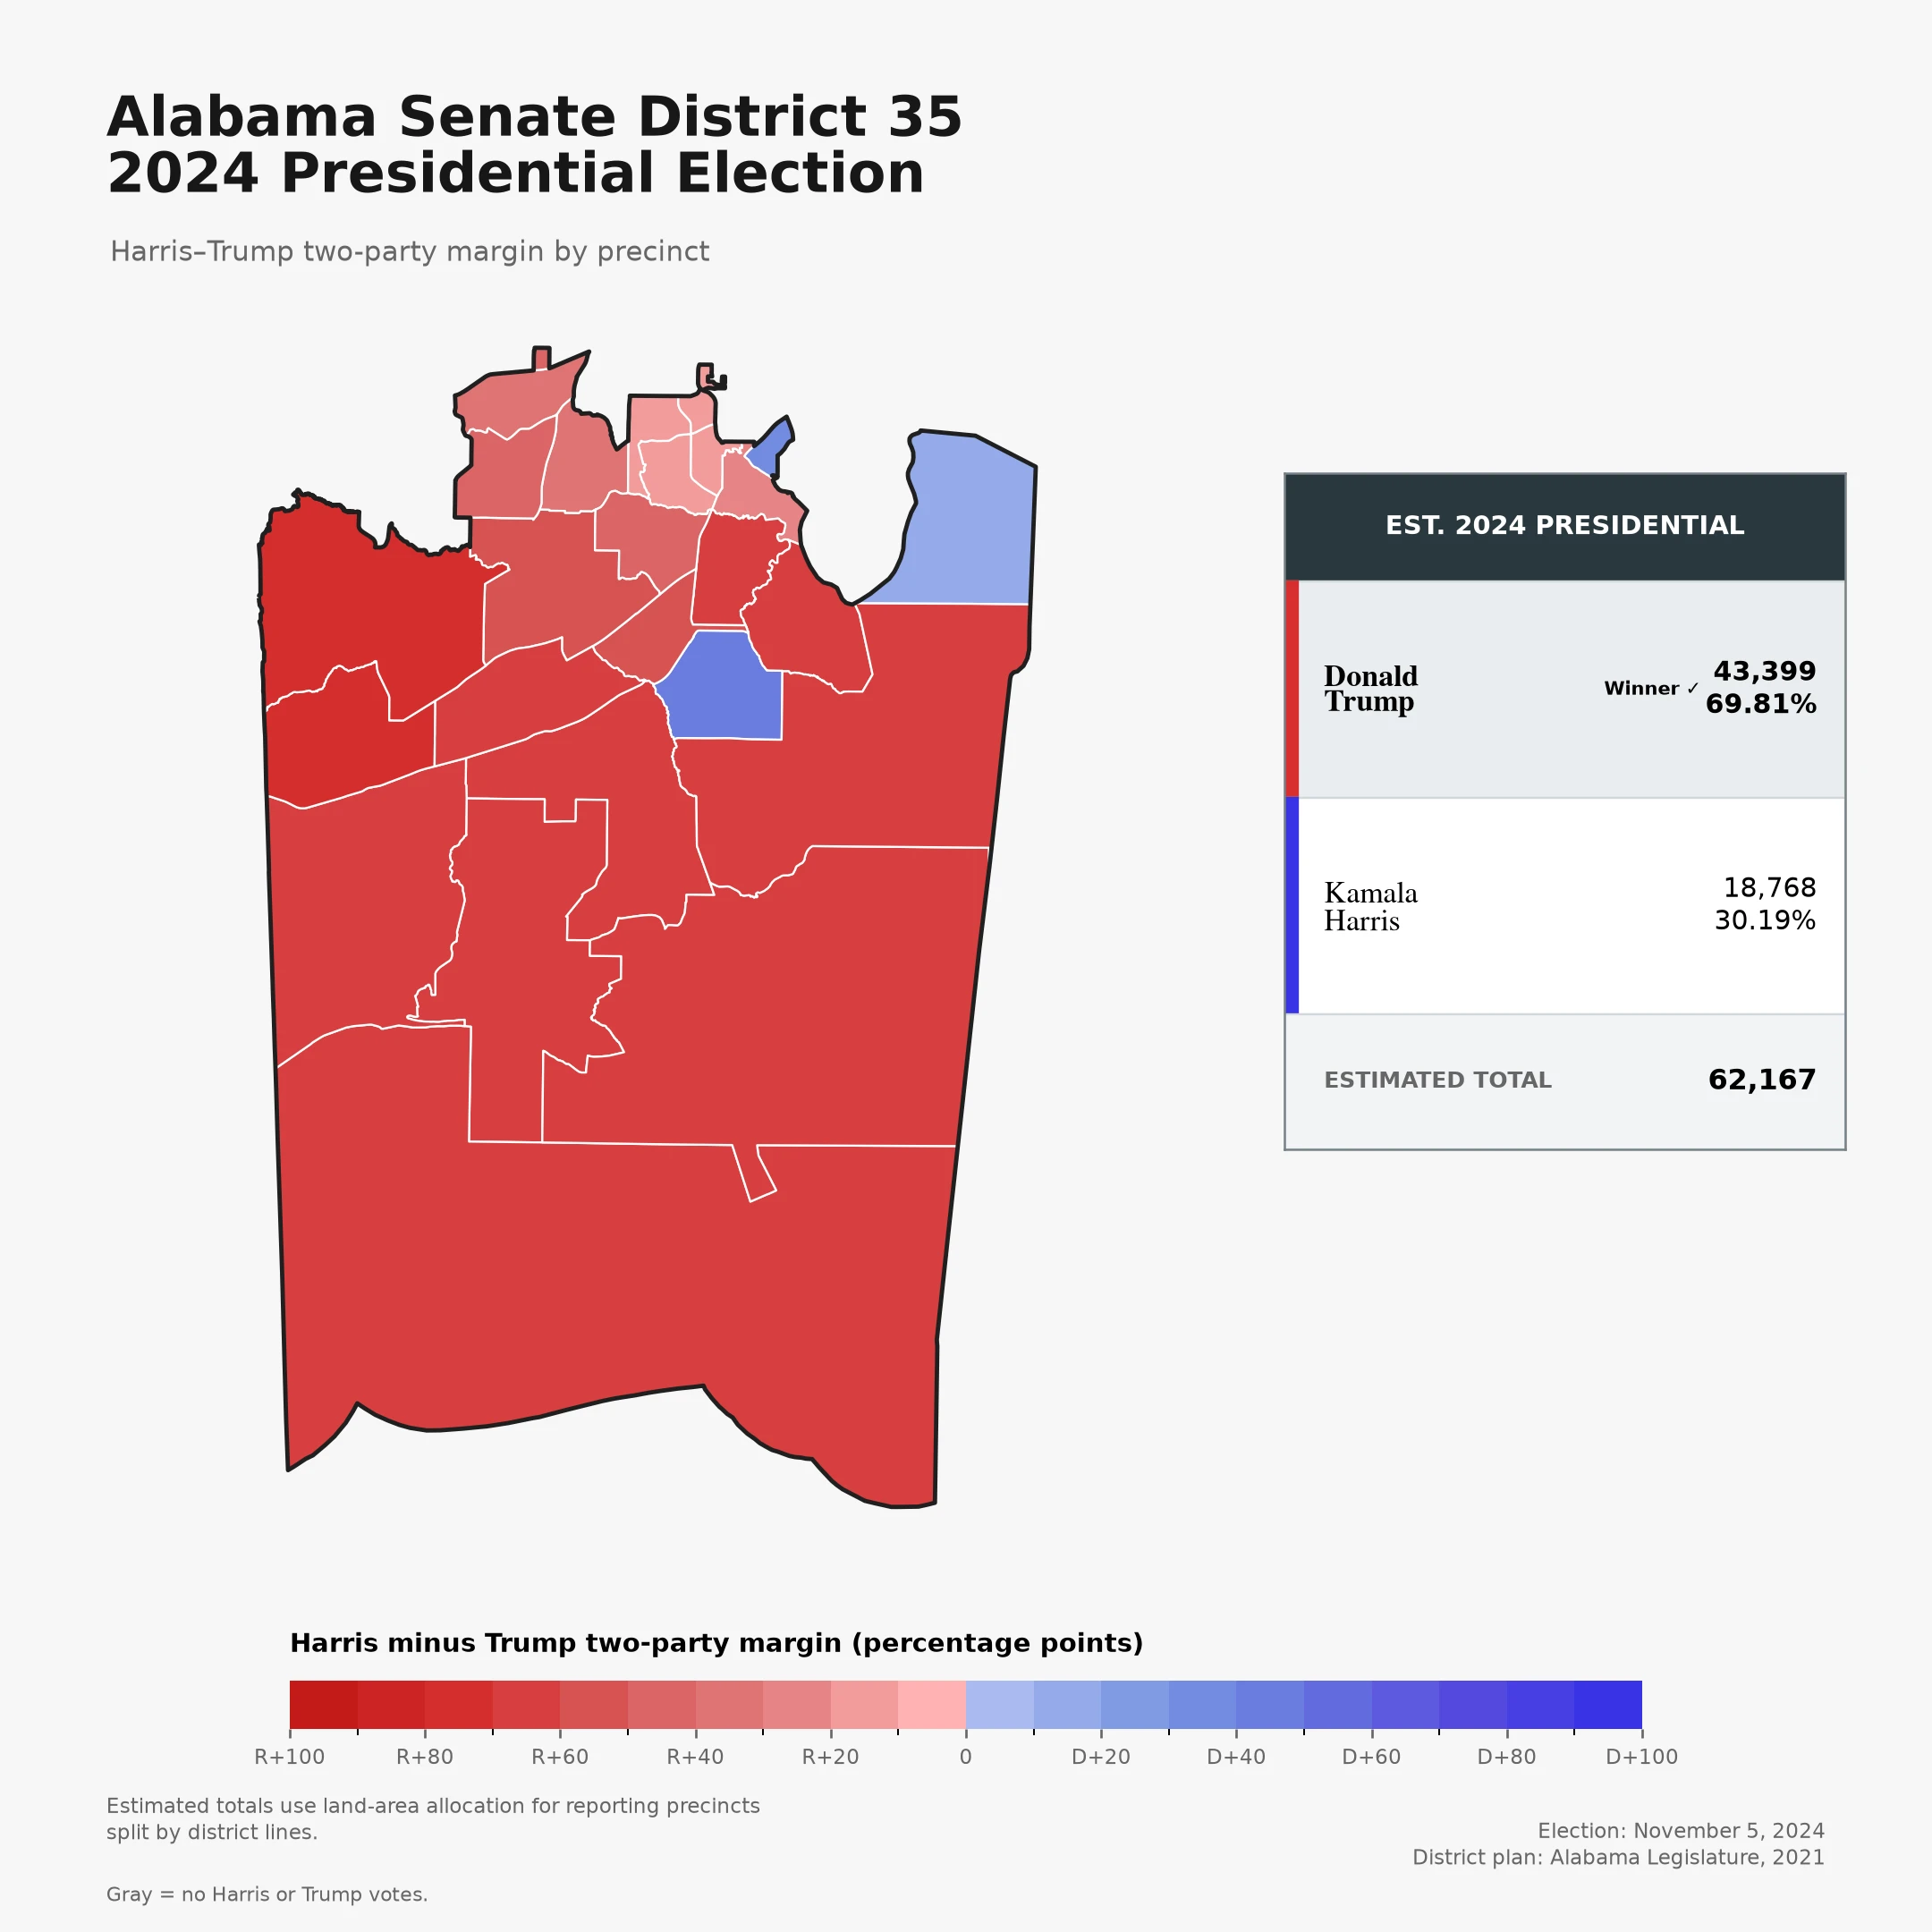 Alabama Senate District 35
2024 Presidential Election
Harris–Trump two-party margin by precinct
EST. 2024 PRESIDENTIAL
Donald
Trump
Winner ✓
43,399
69.81%
Kamala
Harris
18,768
30.19%
ESTIMATED TOTAL
62,167
Harris minus Trump two-party margin (percentage points)
R+100 R+80 R+60 R+40 R+20 0 D+20 D+40 D+60 D+80 D+100
Estimated totals use land-area allocation for reporting precincts
split by district lines.
Gray = no Harris or Trump votes.
Election: November 5, 2024
District plan: Alabama Legislature, 2021